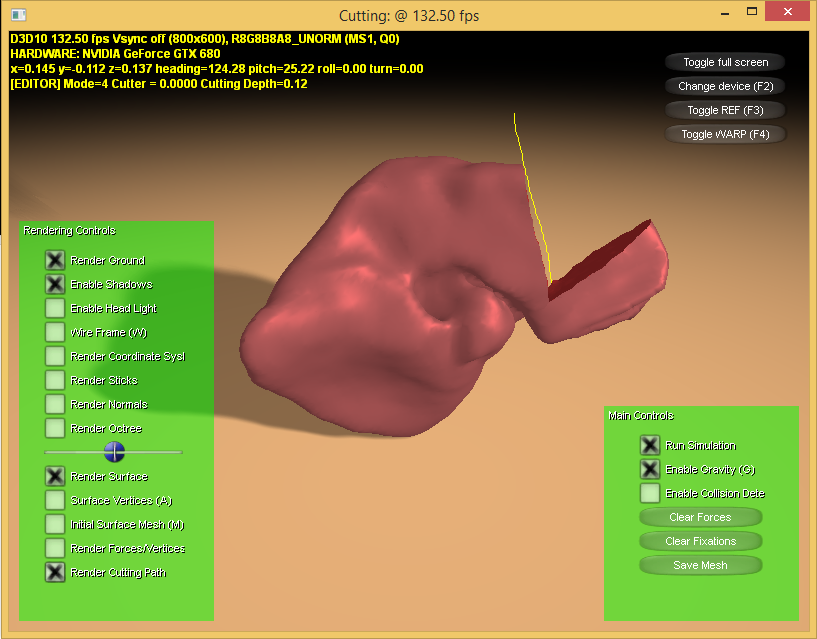 Cutting: @ 132.50 fps
D3D10 132.50 fps Vsync off (800x600), R8G8B8A8_UNORM (MS1, Q0)
HARDWARE: NVIDIA GeForce GTX 680
x=0.145 y=-0.112 z=0.137 heading=124.28 pitch=25.22 roll=0.00 turn=0.00
[EDITOR] Mode=4 Cutter = 0.0000 Cutting Depth=0.12
Toggle full screen
Change device (F2)
Toggle REF (F3)
Toggle WARP (F4)
Rendering Controls
Render Ground
Enable Shadows
Enable Head Light
Wire Frame (W)
Render Coordinate Sysl
Render Sticks
Render Normals
Render Octree
Render Surface
Surface Vertices (A)
Initial Surface Mesh (M)
Render Forces/Vertices
Render Cutting Path
Main Controls
Run Simulation
Enable Gravity (G)
Enable Collision Dete
Clear Forces
Clear Fixations
Save Mesh